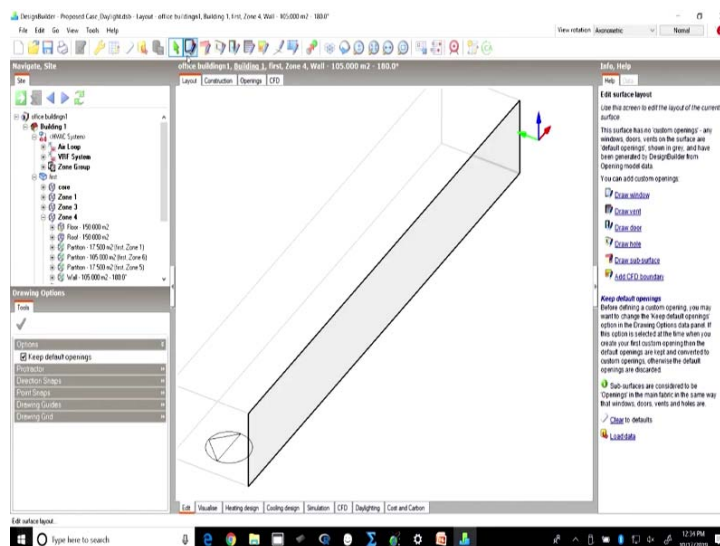 DesignBuilder - Proposed Case_Daylight.dsb - Layout - office buildingn1, Building 1, first, Zone 4, Wall - 105.000 m2 - 180.0°
File Edit Go View Tools Help
View rotation Axonometric
Normal
Navigate, Site
Site
office buildingn1
Building 1
HVAC System
Air Loop
VRF System
Zone Group
first
core
Zone 1
Zone 3
Zone 4
Floor - 150.000 m2
Roof - 150.000 m2
Partition - 17.500 m2 (first, Zone 1)
Partition - 105.000 m2 (first, Zone 6)
Partition - 17.500 m2 (first, Zone 5)
Wall - 105.000 m2 - 180.0°
Drawing Options
Tools
Options
Keep default openings
Protractor
Direction Snaps
Point Snaps
Drawing Guides
Drawing Grid
office buildingn1, Building 1, first, Zone 4, Wall - 105.000 m2 - 180.0°
Layout Construction Openings CFD
Edit Visualise Heating design Cooling design Simulation CFD Daylighting Cost and Carbon
Info, Help
Help
Edit surface layout
Use this screen to edit the layout of the current
surface
This surface has no 'custom openings' - any
windows, doors, vents on the surface are
'default openings', shown in grey, and have
been generated by DesignBuilder from
Opening model data.
You can add custom openings:
Draw window
Draw vent
Draw door
Draw hole
Draw sub-surface
Add CFD boundary
Keep default openings
Before defining a custom opening, you may
want to change the 'Keep default openings'
option in the Drawing Options data panel. If
this option is selected at the time when you
create your first custom opening then the
default openings are kept and converted to
custom openings, otherwise the default
openings are discarded.
Sub-surfaces are considered to be
'Openings' in the main fabric in the same way
that windows, doors, vents and holes are.
Clear to defaults
Load data
Edit surface layout.
Type here to search
12:34 PM